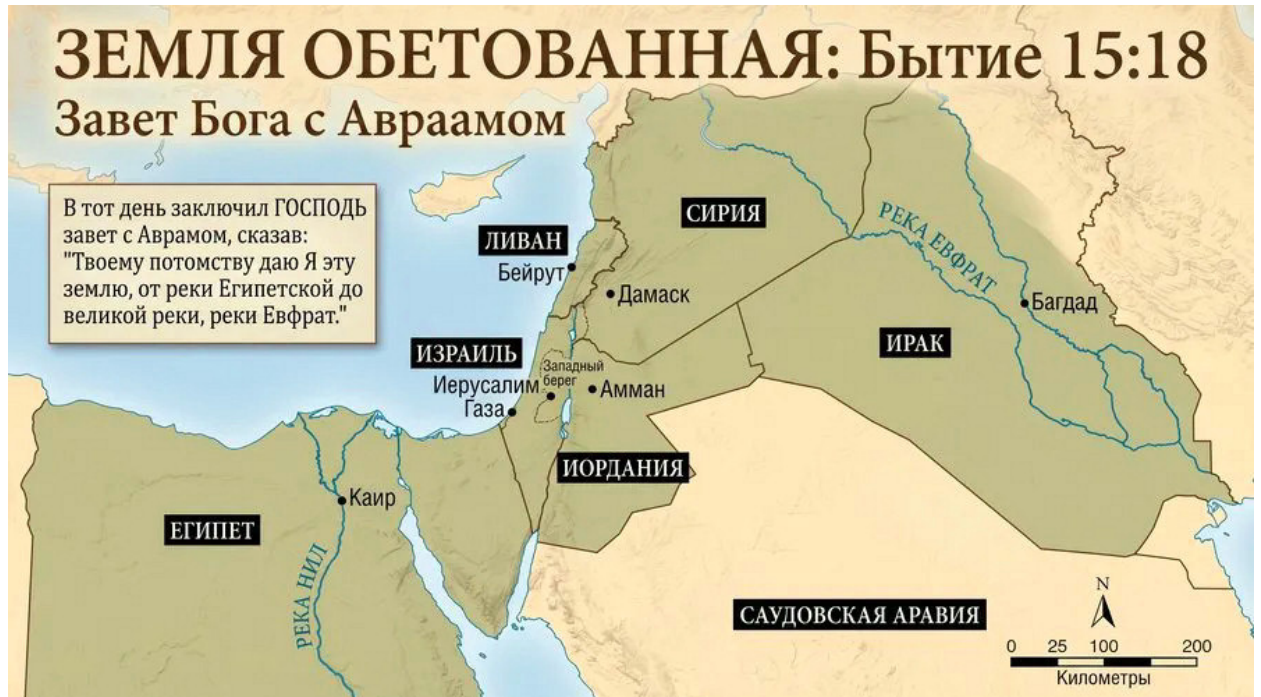 ЗЕМЛЯ ОБЕТОВАННАЯ: Бытие 15:18
Завет Бога с Авраамом
В тот день заключил ГОСПОДЬ
завет с Аврамом, сказав:
"Твоему потомству даю Я эту
землю, от реки Египетской до
великой реки, реки Евфрат."
СИРИЯ
РЕКА ЕВФРАТ
ЛИВАН
Бейрут
Дамаск
Багдад
ИЗРАИЛЬ
ИРАК
Западный
берег
Иерусалим
Амман
Газа
ИОРДАНИЯ
Каир
ЕГИПЕТ
РЕКА НИЛ
САУДОВСКАЯ АРАВИЯ
N
0 25 100 200
Километры